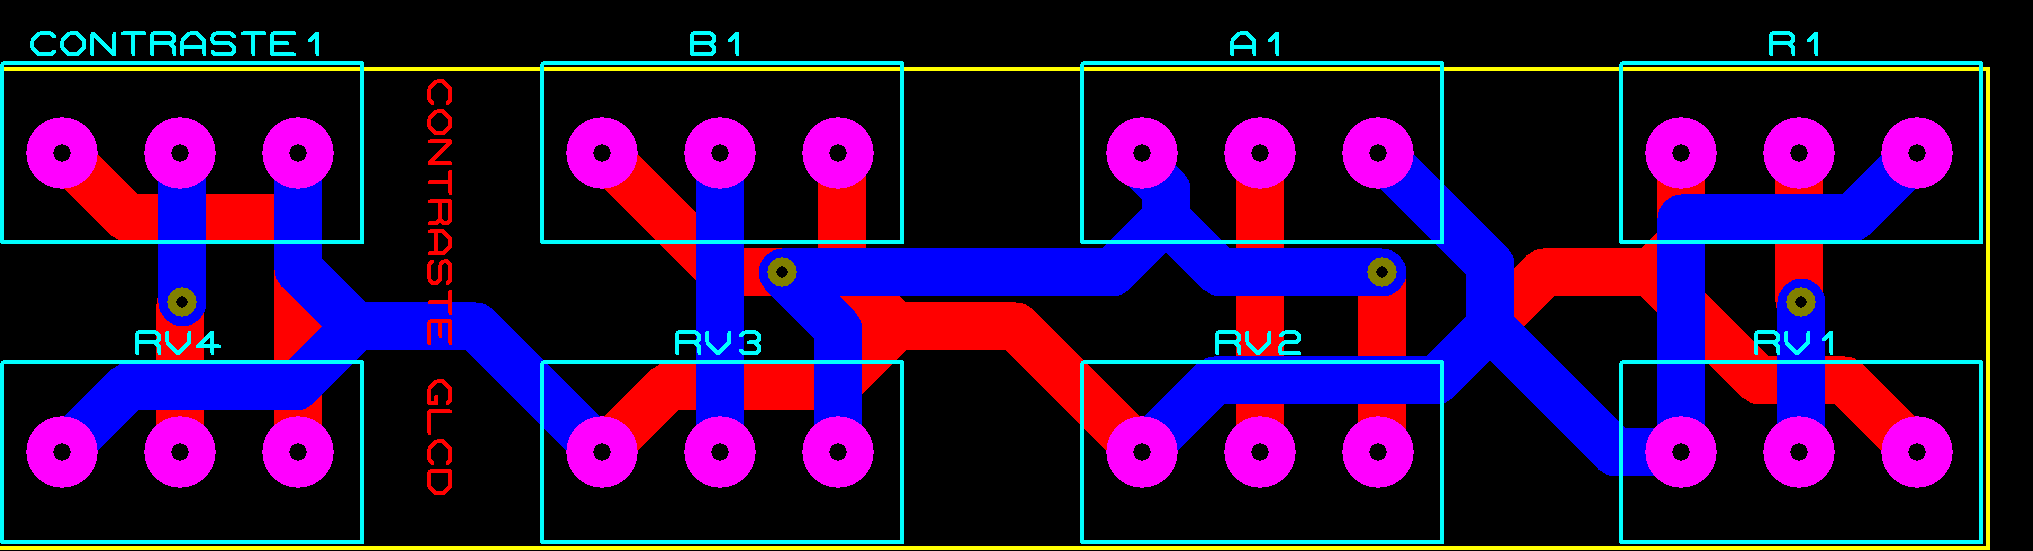 CONTRASTE1
B1
A1
R1
CONTRASTE GLCD
RV4
RV3
RV2
RV1